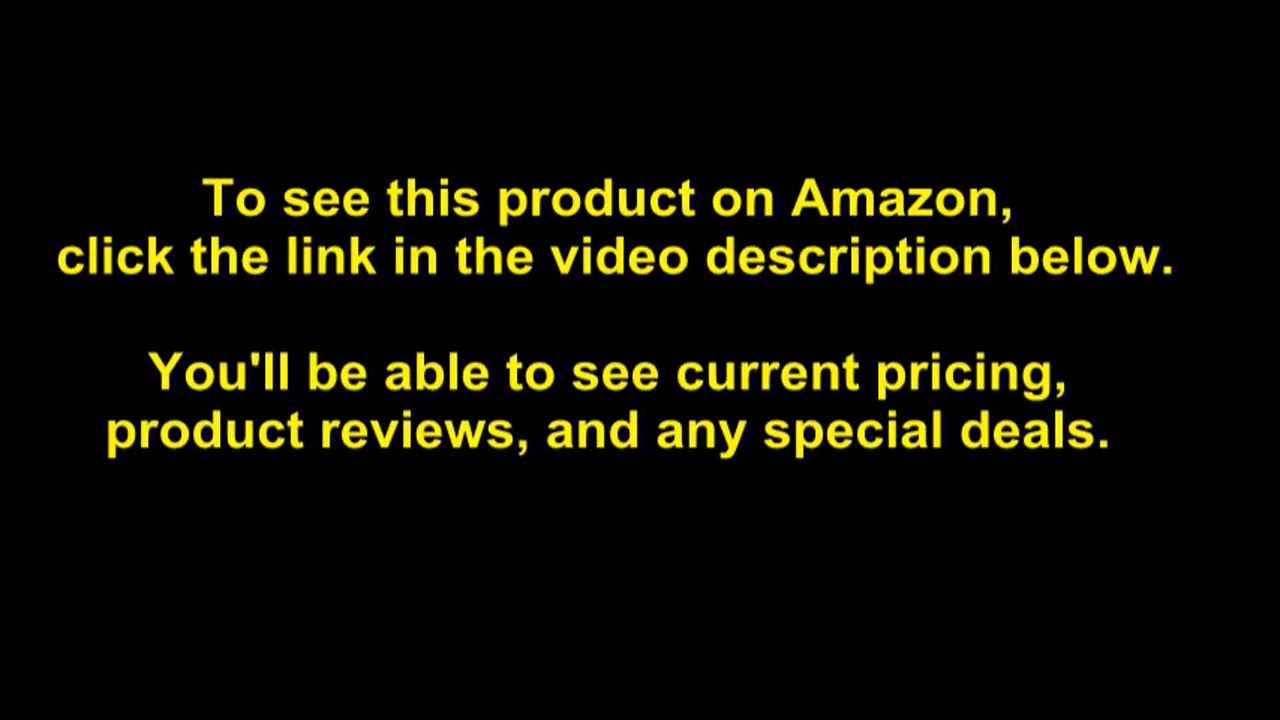 To see this product on Amazon,
click the link in the video description below.
You'll be able to see current pricing,
product reviews, and any special deals.